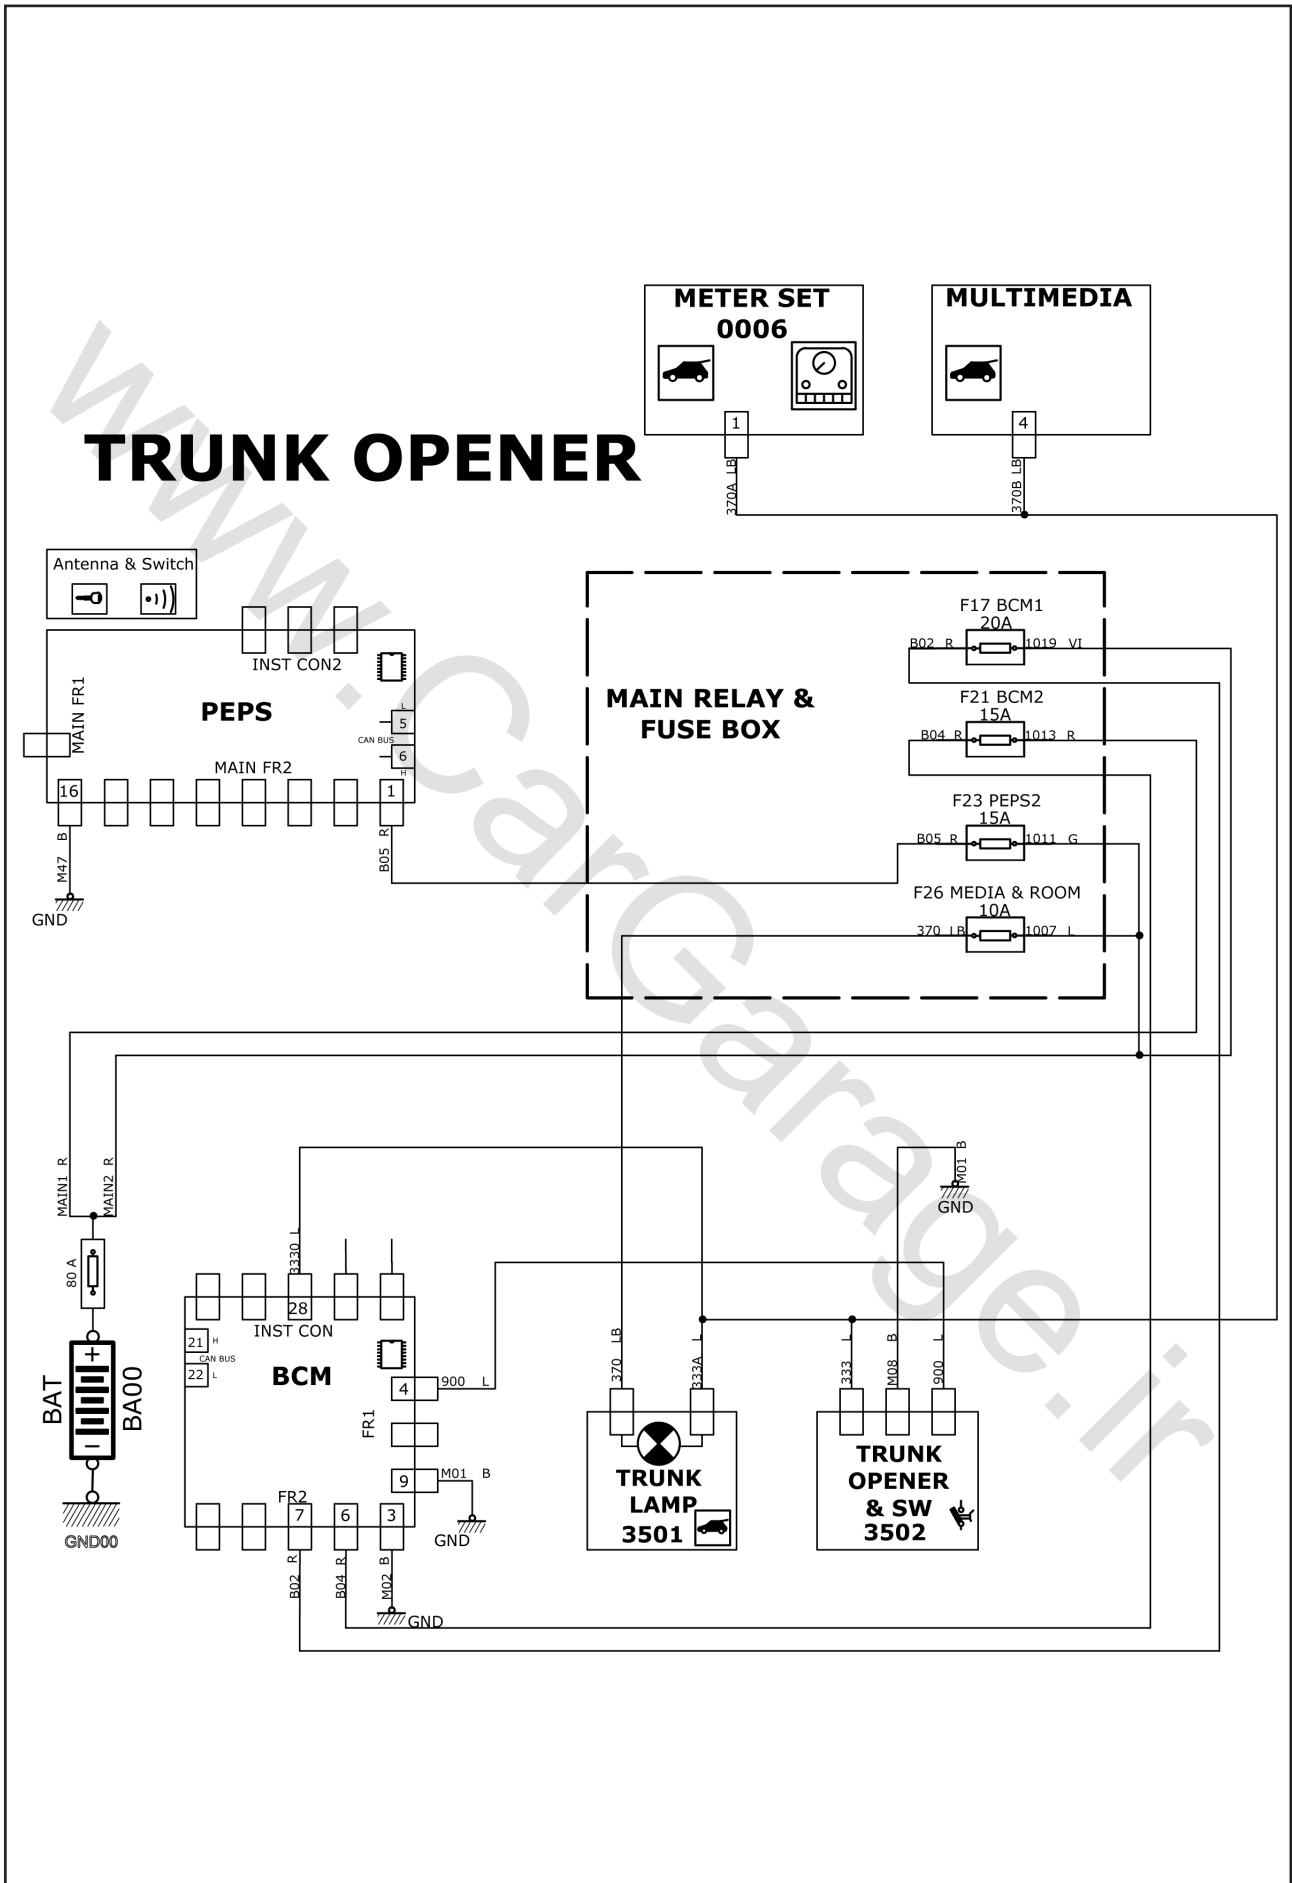 METER SET
0006
1
370A LB
MULTIMEDIA
4
370B LB
TRUNK OPENER
Antenna & Switch
INST CON2
PEPS
MAIN FR1
L
5
CAN BUS
6
H
MAIN FR2
16
1
M47 B
B05 R
GND
MAIN RELAY &
FUSE BOX
F17 BCM1
20A
B02 R
1019 VI
F21 BCM2
15A
B04 R
1013 R
F23 PEPS2
15A
B05 R
1011 G
F26 MEDIA & ROOM
10A
370 LB
1007 L
MAIN1 R
MAIN2 R
80 A
BAT
+
−
BA00
GND00
3330 L
28
INST CON
21 H
CAN BUS
22 L
BCM
4
900 L
FR1
9
M01 B
GND
FR2
7
6
3
B02 R
B04 R
M02 B
GND
370 LB
333A L
TRUNK
LAMP
3501
M01 B
GND
333 L
M08 B
900 L
TRUNK
OPENER
& SW
3502
www.CarGarage.ir